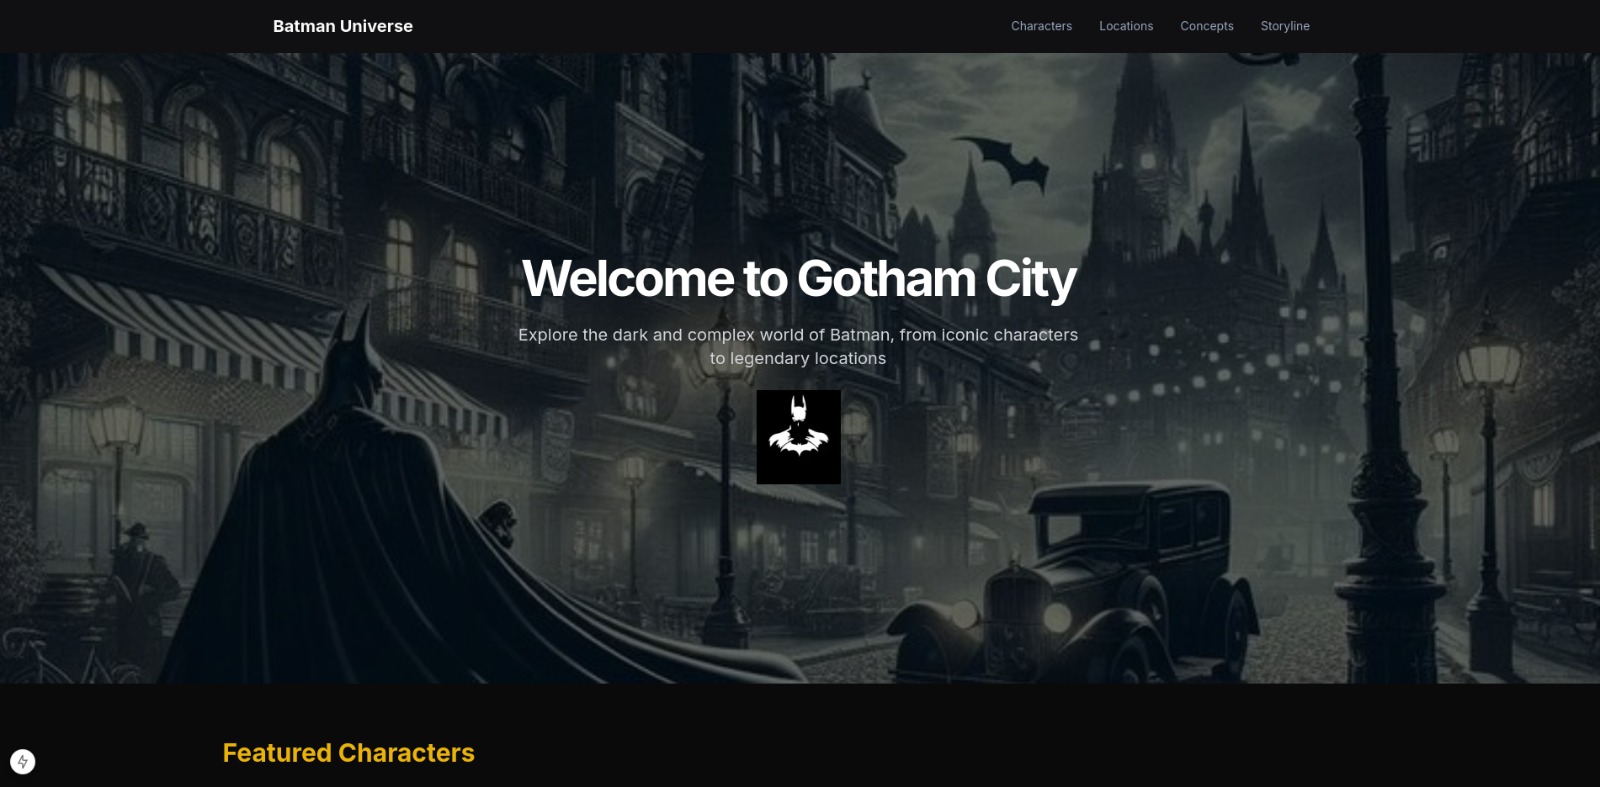 Batman Universe
Characters
Locations
Concepts
Storyline
Welcome to Gotham City
Explore the dark and complex world of Batman, from iconic characters
to legendary locations
Featured Characters